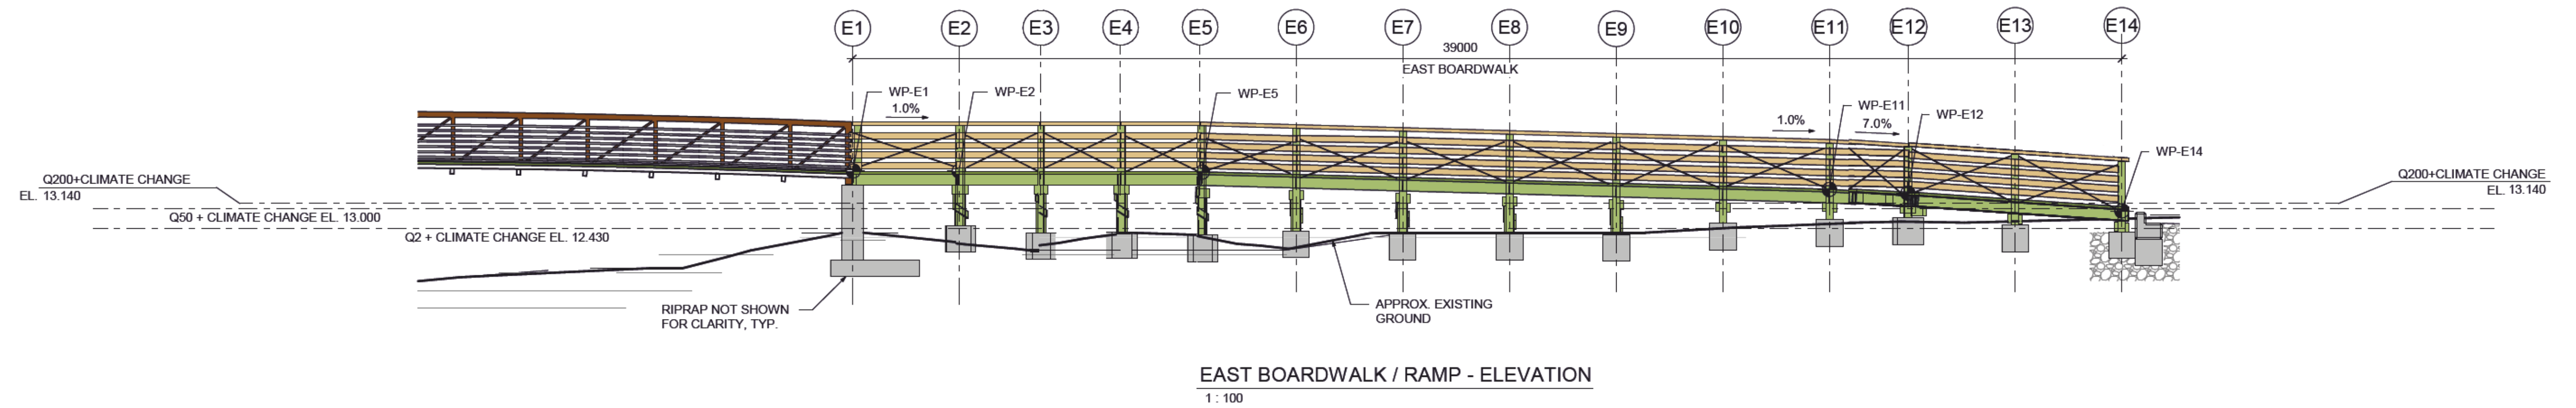 E1 E2 E3 E4 E5 E6 E7 E8 E9 E10 E11 E12 E13 E14
39000
EAST BOARDWALK
WP-E1
1.0%
WP-E2
WP-E5
1.0%
7.0%
WP-E11
WP-E12
WP-E14
Q200+CLIMATE CHANGE
EL. 13.140
Q50 + CLIMATE CHANGE EL. 13.000
Q2 + CLIMATE CHANGE EL. 12.430
Q200+CLIMATE CHANGE
EL. 13.140
RIPRAP NOT SHOWN
FOR CLARITY, TYP.
APPROX. EXISTING
GROUND
EAST BOARDWALK / RAMP - ELEVATION
1 : 100